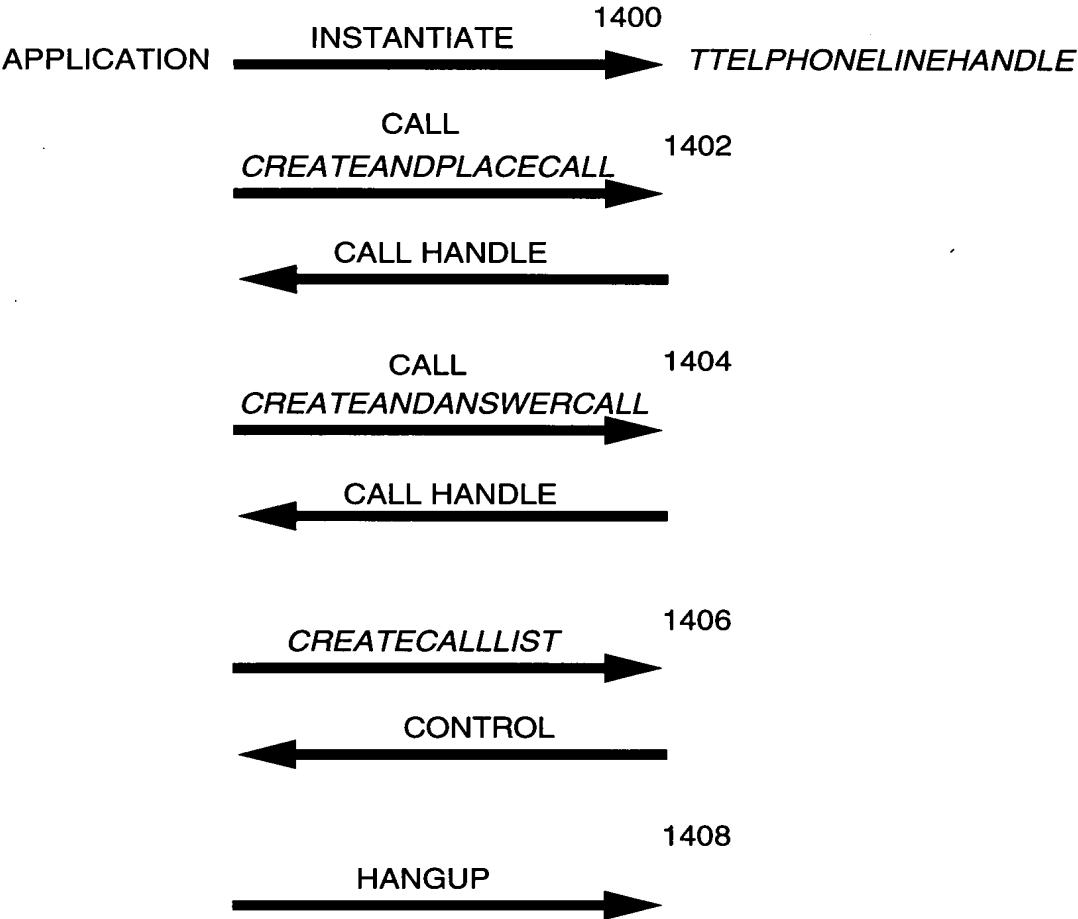 1400
APPLICATION INSTANTIATE TTELPHONELINEHANDLE
CALL
1402
CREATEANDPLACECALL
CALL HANDLE
1404
CALL
CREATEANDANSWERCALL
CALL HANDLE
1406
CREATECALLLIST
CONTROL
1408
HANGUP